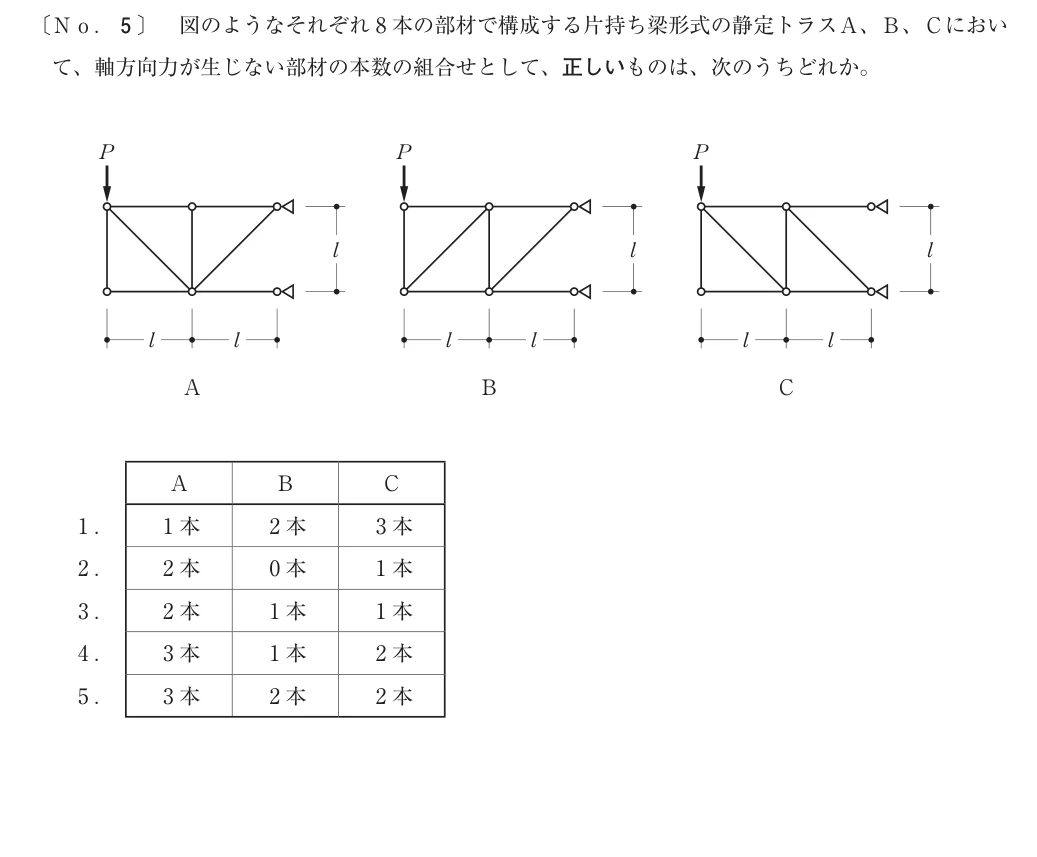 〔Ｎｏ．５〕　図のようなそれぞれ８本の部材で構成する片持ち梁形式の静定トラスＡ、Ｂ、Ｃにおい
て、軸方向力が生じない部材の本数の組合せとして、正しいものは、次のうちどれか。
P P P
l l l
l l l l l l
A B C
A B C
1． 1本 2本 3本
2． 2本 0本 1本
3． 2本 1本 1本
4． 3本 1本 2本
5． 3本 2本 2本